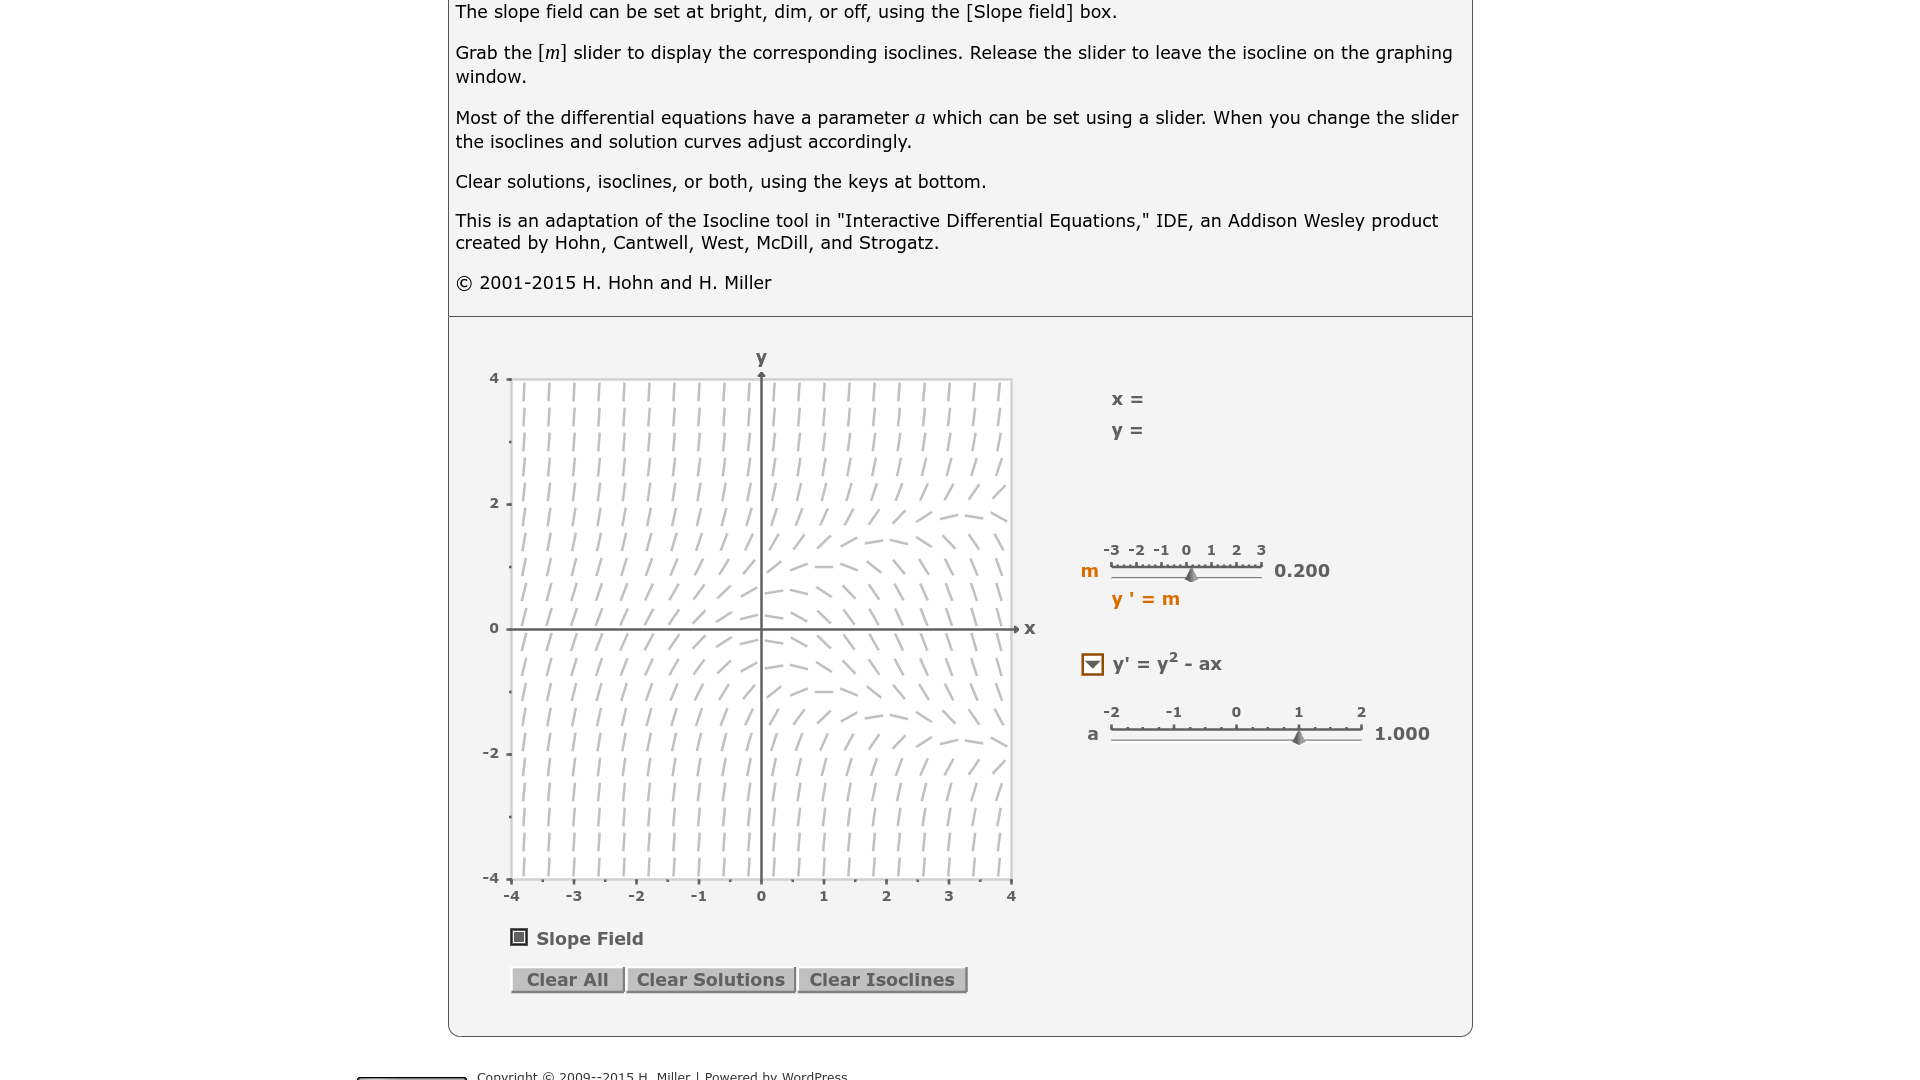 The slope field can be set at bright, dim, or off, using the [Slope field] box.
Grab the [m] slider to display the corresponding isoclines. Release the slider to leave the isocline on the graphing
window.
Most of the differential equations have a parameter a which can be set using a slider. When you change the slider
the isoclines and solution curves adjust accordingly.
Clear solutions, isoclines, or both, using the keys at bottom.
This is an adaptation of the Isocline tool in "Interactive Differential Equations," IDE, an Addison Wesley product
created by Hohn, Cantwell, West, McDill, and Strogatz.
© 2001-2015 H. Hohn and H. Miller
y
4
2
0
-2
-4
-4 -3 -2 -1 0 1 2 3 4
x
x =
y =
-3 -2 -1 0 1 2 3
m 0.200
y ' = m
y' = y² - ax
-2 -1 0 1 2
a 1.000
Slope Field
Clear All Clear Solutions Clear Isoclines
Copyright © 2009--2015 H. Miller | Powered by WordPress